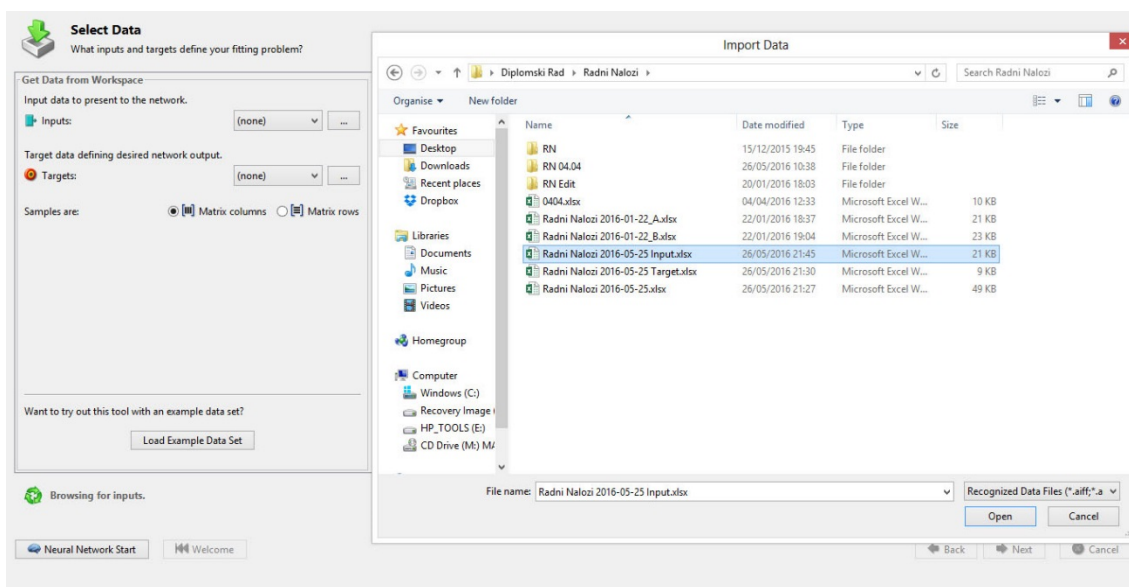 Select Data
What inputs and targets define your fitting problem?
Get Data from Workspace
Input data to present to the network.
Inputs: (none) ...
Target data defining desired network output.
Targets: (none) ...
Samples are: Matrix columns Matrix rows
Want to try out this tool with an example data set?
Load Example Data Set
Browsing for inputs.
Neural Network Start Welcome
Import Data
Diplomski Rad Radni Nalozi
Search Radni Nalozi
Organise New folder
Favourites
Desktop
Downloads
Recent places
Dropbox
Libraries
Documents
Music
Pictures
Videos
Homegroup
Computer
Windows (C:)
Recovery Image
HP_TOOLS (E:)
CD Drive (M:)
Name Date modified Type Size
RN 15/12/2015 19:45 File folder
RN 04.04 26/05/2016 10:38 File folder
RN Edit 20/01/2016 18:03 File folder
0404.xlsx 04/04/2016 12:33 Microsoft Excel W... 10 KB
Radni Nalozi 2016-01-22_A.xlsx 22/01/2016 18:37 Microsoft Excel W... 21 KB
Radni Nalozi 2016-01-22_B.xlsx 22/01/2016 19:04 Microsoft Excel W... 23 KB
Radni Nalozi 2016-05-25 Input.xlsx 26/05/2016 21:45 Microsoft Excel W... 21 KB
Radni Nalozi 2016-05-25 Target.xlsx 26/05/2016 21:30 Microsoft Excel W... 9 KB
Radni Nalozi 2016-05-25.xlsx 26/05/2016 21:27 Microsoft Excel W... 49 KB
File name: Radni Nalozi 2016-05-25 Input.xlsx
Recognized Data Files (*.aiff;*.a
Open Cancel
Back Next Cancel